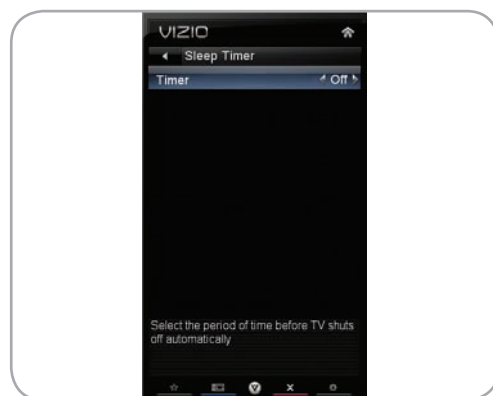 VIZIO
Sleep Timer
Timer Off
Select the period of time before TV shuts
off automatically